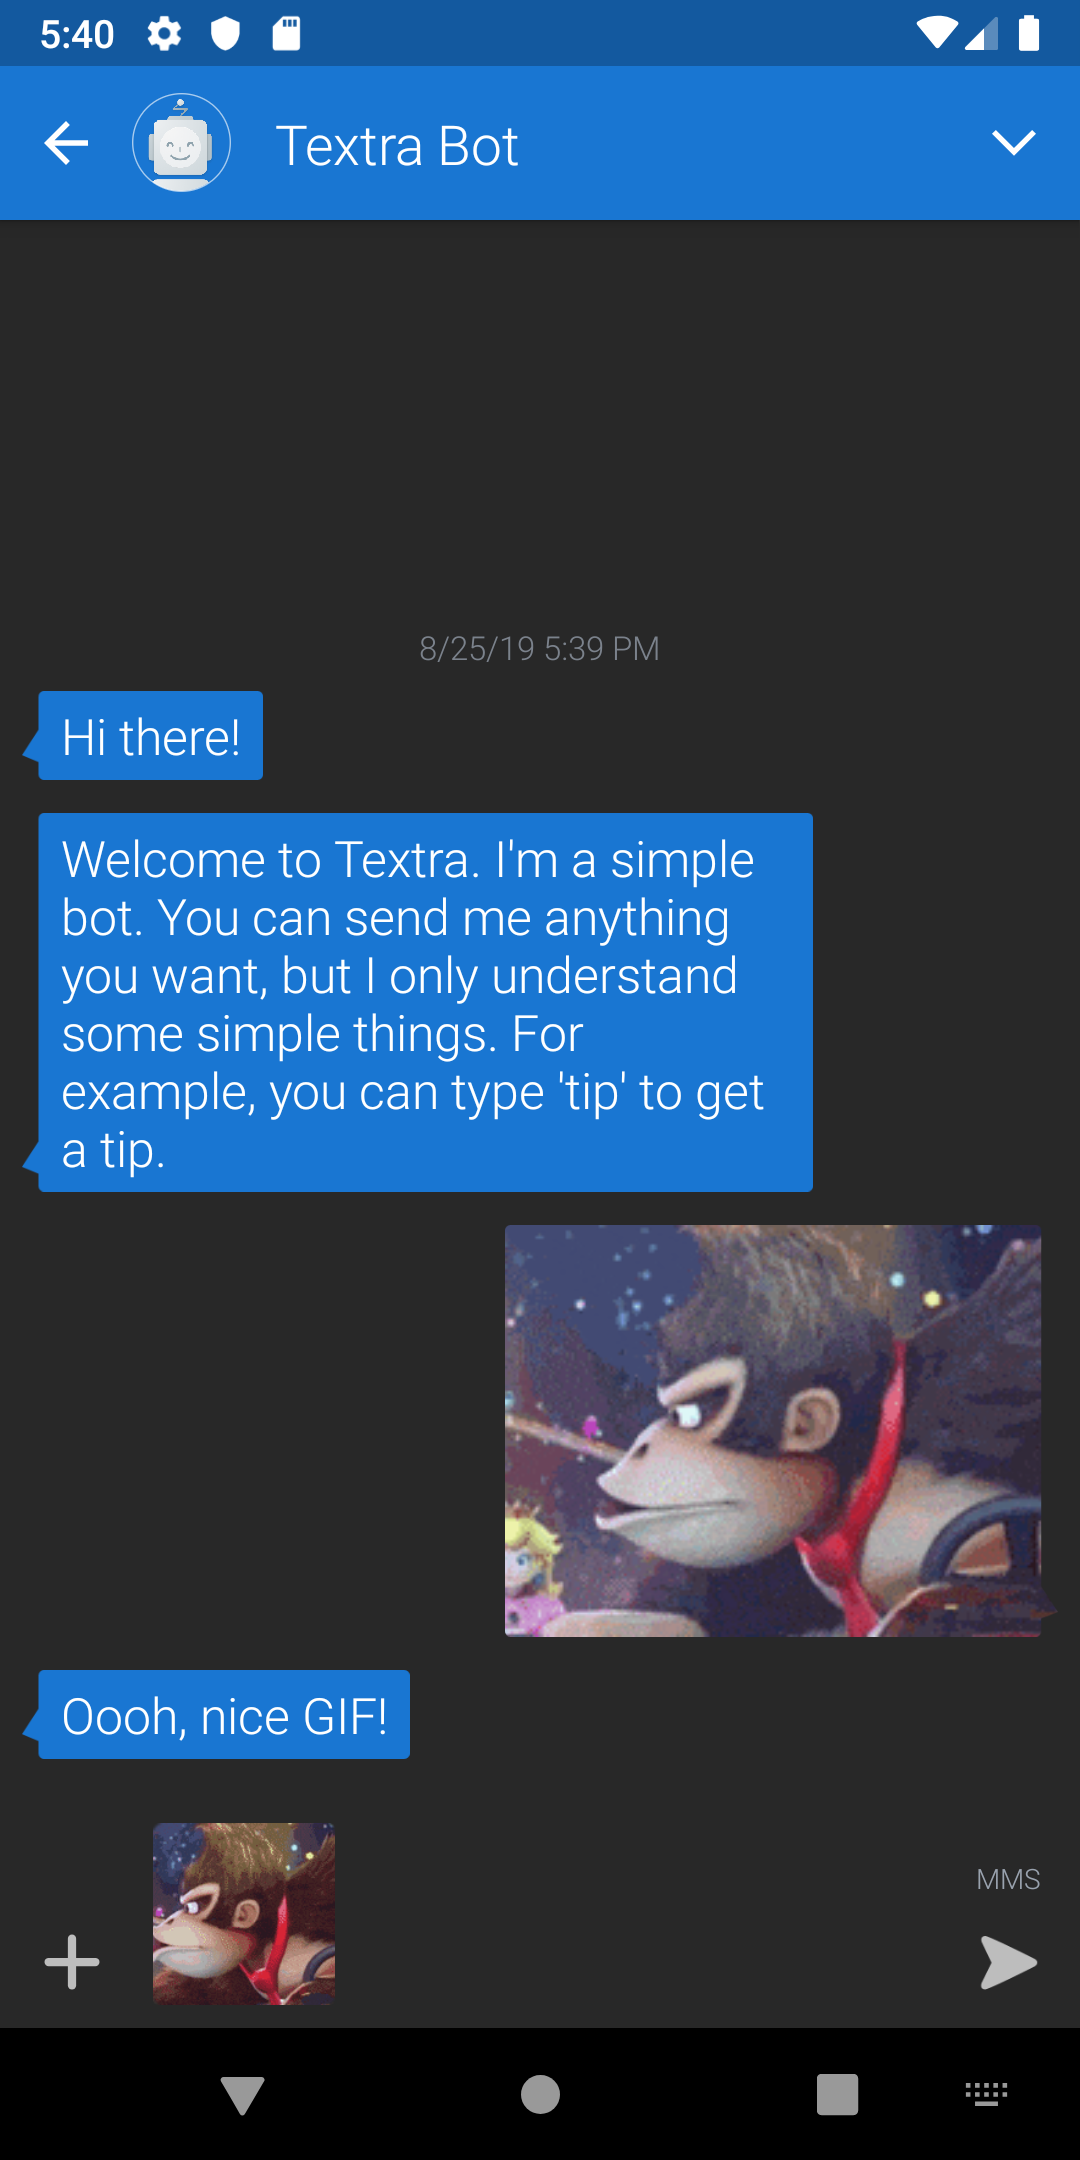 5:40
Textra Bot
8/25/19 5:39 PM
Hi there!
Welcome to Textra. I'm a simple
bot. You can send me anything
you want, but I only understand
some simple things. For
example, you can type 'tip' to get
a tip.
Oooh, nice GIF!
MMS